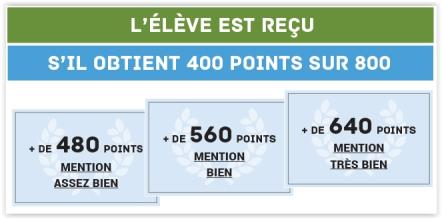 L'ÉLÈVE EST REÇU
S'IL OBTIENT 400 POINTS SUR 800
+ DE 480 POINTS
MENTION
ASSEZ BIEN
+ DE 560 POINTS
MENTION
BIEN
+ DE 640 POINTS
MENTION
TRÈS BIEN